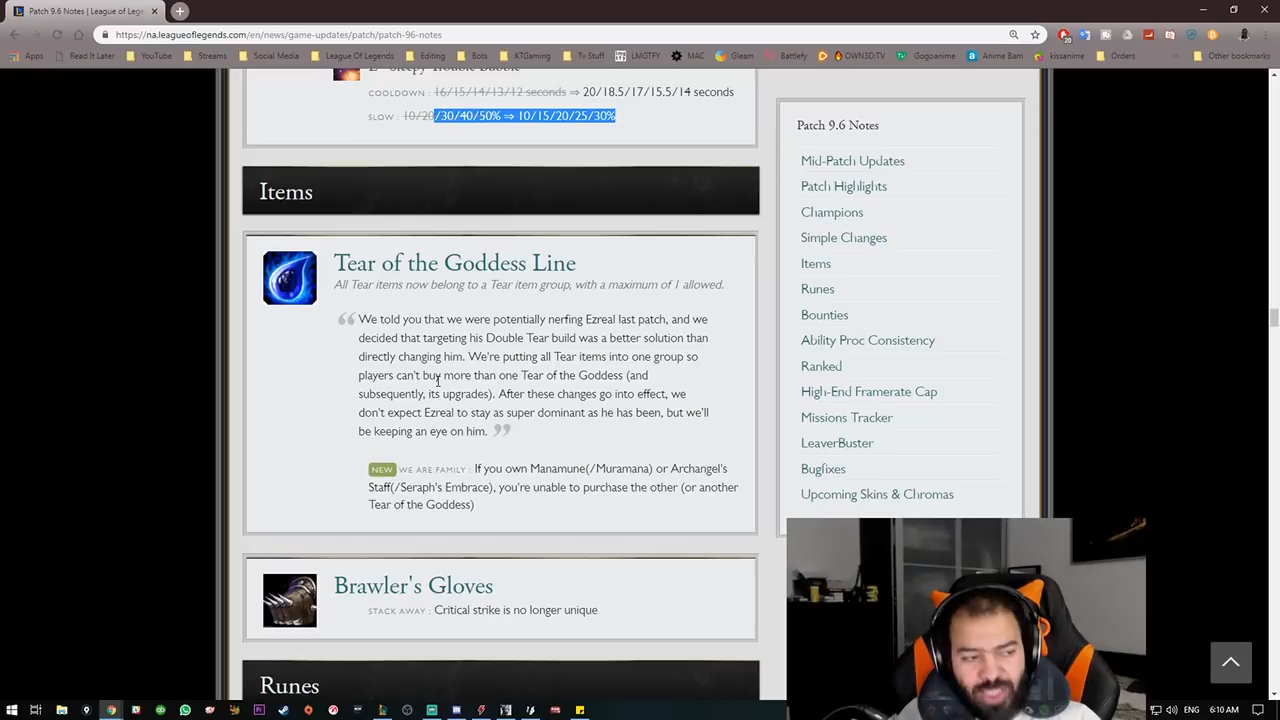 Patch 9.6 Notes | League of Leg
https://na.leagueoflegends.com/en/news/game-updates/patch/patch-96-notes
Apps Read It Later YouTube Streams Social Media League Of Legends Editing Bots KTGaming Tv Stuff LMGTFY MAC Gleam Battlefy OWN3D:TV Gogoanime Anime Bam kissanime Orders Other bookmarks
E - Sleepy Trouble Bubble
COOLDOWN : 16/15/14/13/12 seconds ⇒ 20/18.5/17/15.5/14 seconds
SLOW : 10/20/30/40/50% ⇒ 10/15/20/25/30%
Items
Tear of the Goddess Line
All Tear items now belong to a Tear item group, with a maximum of 1 allowed.
We told you that we were potentially nerfing Ezreal last patch, and we
decided that targeting his Double Tear build was a better solution than
directly changing him. We're putting all Tear items into one group so
players can't buy more than one Tear of the Goddess (and
subsequently, its upgrades). After these changes go into effect, we
don't expect Ezreal to stay as super dominant as he has been, but we'll
be keeping an eye on him.
NEW WE ARE FAMILY : If you own Manamune(/Muramana) or Archangel's
Staff(/Seraph's Embrace), you're unable to purchase the other (or another
Tear of the Goddess)
Brawler's Gloves
STACK AWAY : Critical strike is no longer unique
Runes
Patch 9.6 Notes
Mid-Patch Updates
Patch Highlights
Champions
Simple Changes
Items
Runes
Bounties
Ability Proc Consistency
Ranked
High-End Framerate Cap
Missions Tracker
LeaverBuster
Bugfixes
Upcoming Skins & Chromas
ENG 6:10 AM